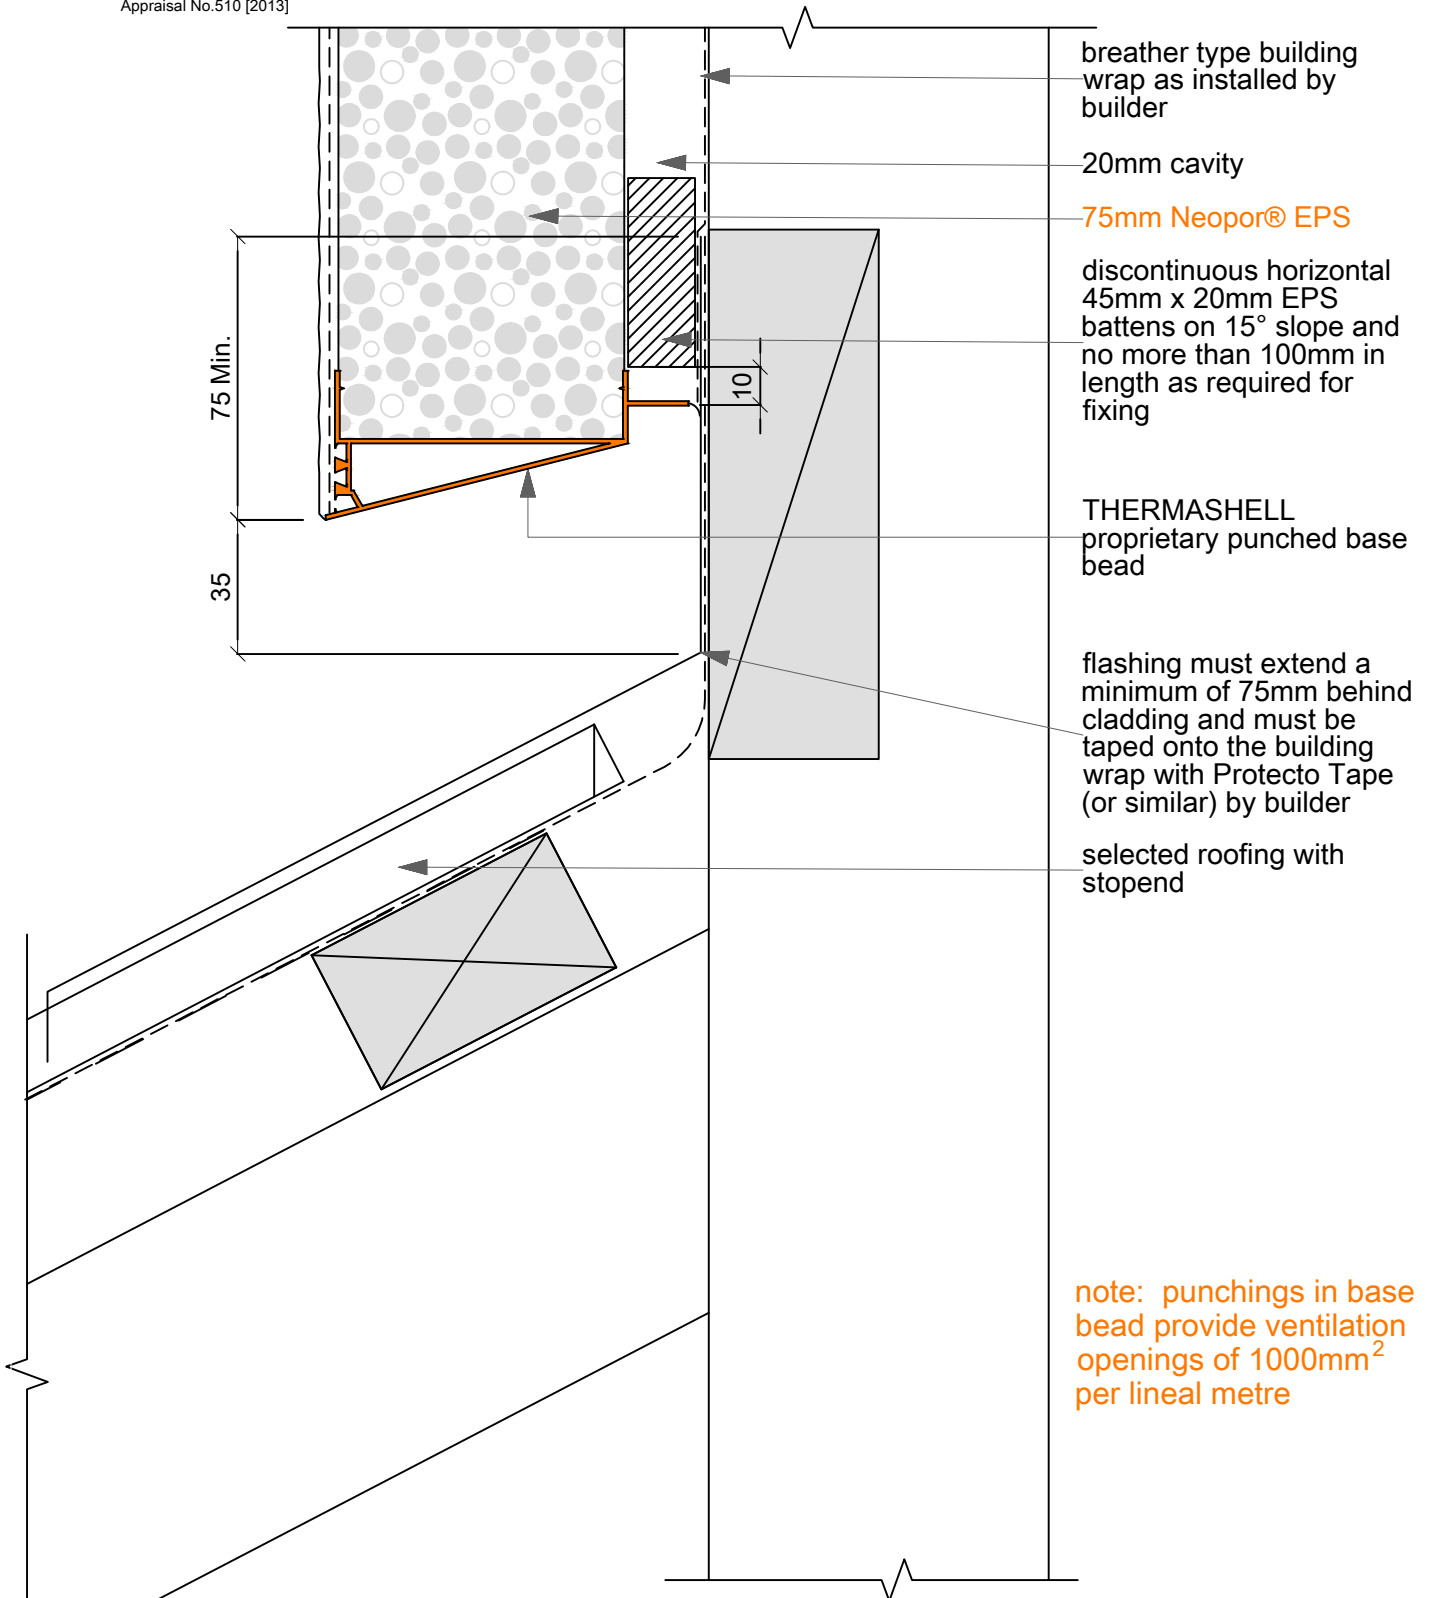 Appraisal No.510 [2013]
breather type building
wrap as installed by
builder
20mm cavity
75mm Neopor® EPS
discontinuous horizontal
45mm x 20mm EPS
battens on 15° slope and
no more than 100mm in
length as required for
fixing
75 Min.
10
35
THERMASHELL
proprietary punched base
bead
flashing must extend a
minimum of 75mm behind
cladding and must be
taped onto the building
wrap with Protecto Tape
(or similar) by builder
selected roofing with
stopend
note: punchings in base
bead provide ventilation
openings of 1000mm²
per lineal metre